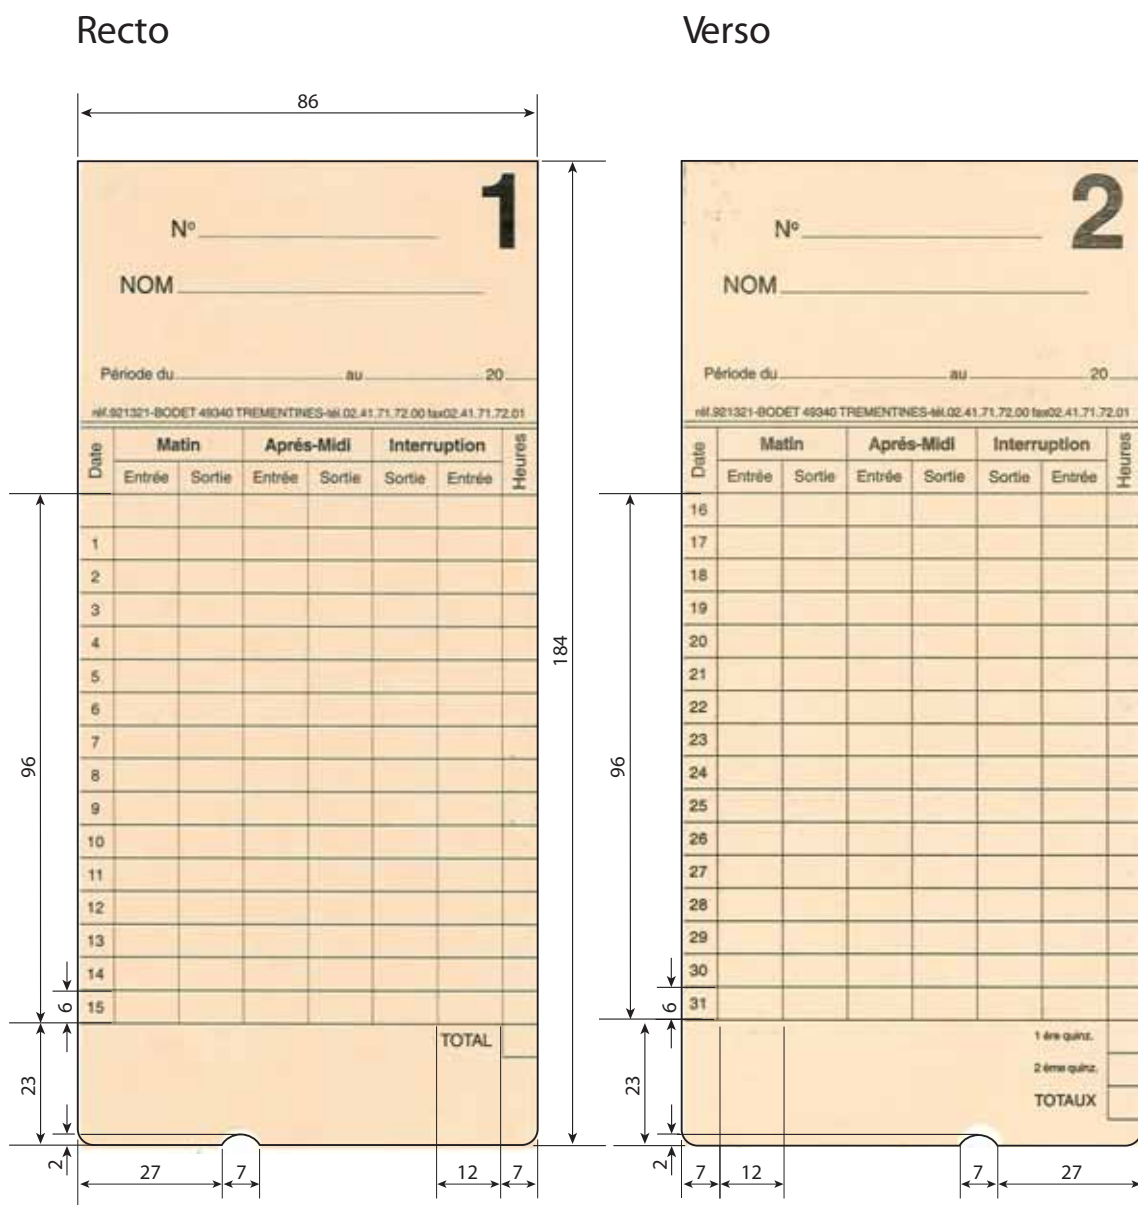 Recto
Verso
86
1
Nº
NOM
Période du au 20
réf.921321-BODET 49340 TREMENTINES-tél.02.41.71.72.00 fax02.41.71.72.01
Date Matin Aprés-Midi Interruption Heures
Entrée Sortie Entrée Sortie Sortie Entrée
1
2
3
4
5
6
7
8
9
10
11
12
13
14
15
TOTAL
96
6
23
2
27
7
12
7
184
2
Nº
NOM
Période du au 20
réf.921321-BODET 49340 TREMENTINES-tél.02.41.71.72.00 fax02.41.71.72.01
Date Matin Aprés-Midi Interruption Heures
Entrée Sortie Entrée Sortie Sortie Entrée
16
17
18
19
20
21
22
23
24
25
26
27
28
29
30
31
1 ére quinz.
2 éme quinz.
TOTAUX
96
6
23
2
7
12
7
27